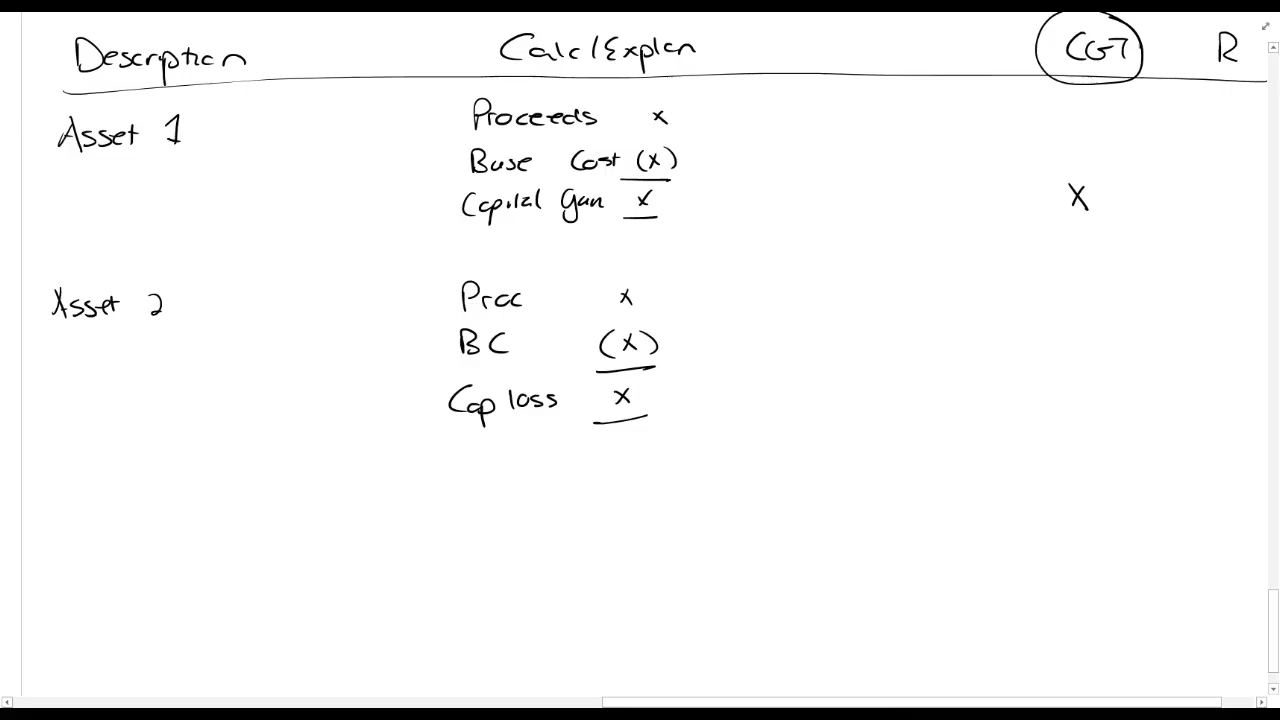 Description Calc/Explan CGT R
Asset 1 Proceeds x
Base Cost (x)
Capital Gain x X
Asset 2 Proc x
BC (x)
Cap loss x